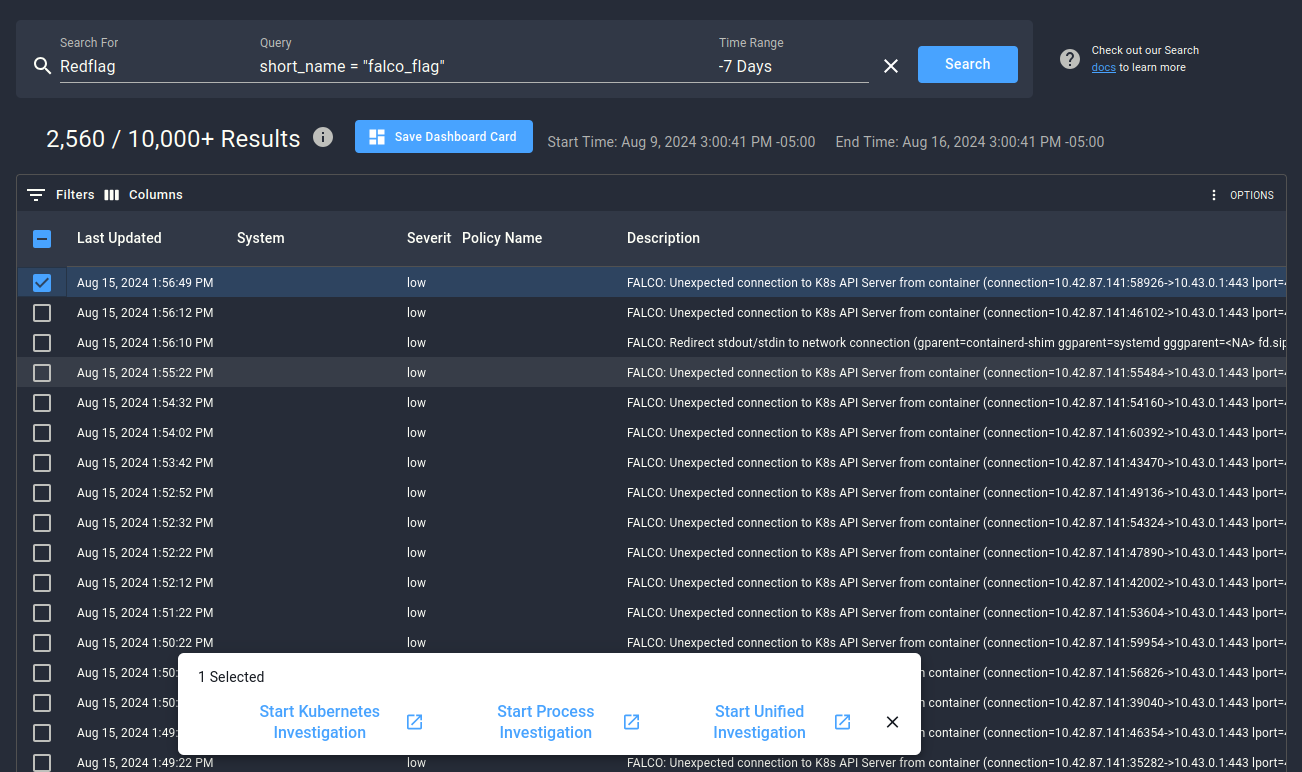 Search For Query Time Range
Redflag short_name = "falco_flag" -7 Days Search
Check out our Search
docs to learn more
2,560 / 10,000+ Results Save Dashboard Card Start Time: Aug 9, 2024 3:00:41 PM -05:00 End Time: Aug 16, 2024 3:00:41 PM -05:00
Filters Columns OPTIONS
Last Updated System Severit Policy Name Description
Aug 15, 2024 1:56:49 PM low FALCO: Unexpected connection to K8s API Server from container (connection=10.42.87.141:58926->10.43.0.1:443 lport=
Aug 15, 2024 1:56:12 PM low FALCO: Unexpected connection to K8s API Server from container (connection=10.42.87.141:46102->10.43.0.1:443 lport=
Aug 15, 2024 1:56:10 PM low FALCO: Redirect stdout/stdin to network connection (gparent=containerd-shim ggparent=systemd gggparent=<NA> fd.sip
Aug 15, 2024 1:55:22 PM low FALCO: Unexpected connection to K8s API Server from container (connection=10.42.87.141:55484->10.43.0.1:443 lport=
Aug 15, 2024 1:54:32 PM low FALCO: Unexpected connection to K8s API Server from container (connection=10.42.87.141:54160->10.43.0.1:443 lport=
Aug 15, 2024 1:54:02 PM low FALCO: Unexpected connection to K8s API Server from container (connection=10.42.87.141:60392->10.43.0.1:443 lport=
Aug 15, 2024 1:53:42 PM low FALCO: Unexpected connection to K8s API Server from container (connection=10.42.87.141:43470->10.43.0.1:443 lport=
Aug 15, 2024 1:52:52 PM low FALCO: Unexpected connection to K8s API Server from container (connection=10.42.87.141:49136->10.43.0.1:443 lport=
Aug 15, 2024 1:52:32 PM low FALCO: Unexpected connection to K8s API Server from container (connection=10.42.87.141:54324->10.43.0.1:443 lport=
Aug 15, 2024 1:52:22 PM low FALCO: Unexpected connection to K8s API Server from container (connection=10.42.87.141:47890->10.43.0.1:443 lport=
Aug 15, 2024 1:52:12 PM low FALCO: Unexpected connection to K8s API Server from container (connection=10.42.87.141:42002->10.43.0.1:443 lport=
Aug 15, 2024 1:51:22 PM low FALCO: Unexpected connection to K8s API Server from container (connection=10.42.87.141:53604->10.43.0.1:443 lport=
Aug 15, 2024 1:50:22 PM low FALCO: Unexpected connection to K8s API Server from container (connection=10.42.87.141:59954->10.43.0.1:443 lport=
Aug 15, 2024 1:50: container (connection=10.42.87.141:56826->10.43.0.1:443 lport=
Aug 15, 2024 1:50: container (connection=10.42.87.141:39040->10.43.0.1:443 lport=
Aug 15, 2024 1:49: container (connection=10.42.87.141:46354->10.43.0.1:443 lport=
Aug 15, 2024 1:49:22 PM low FALCO: Unexpected connection to K8s API Server from container (connection=10.42.87.141:35282->10.43.0.1:443 lport=
1 Selected
Start Kubernetes Start Process Start Unified
Investigation Investigation Investigation